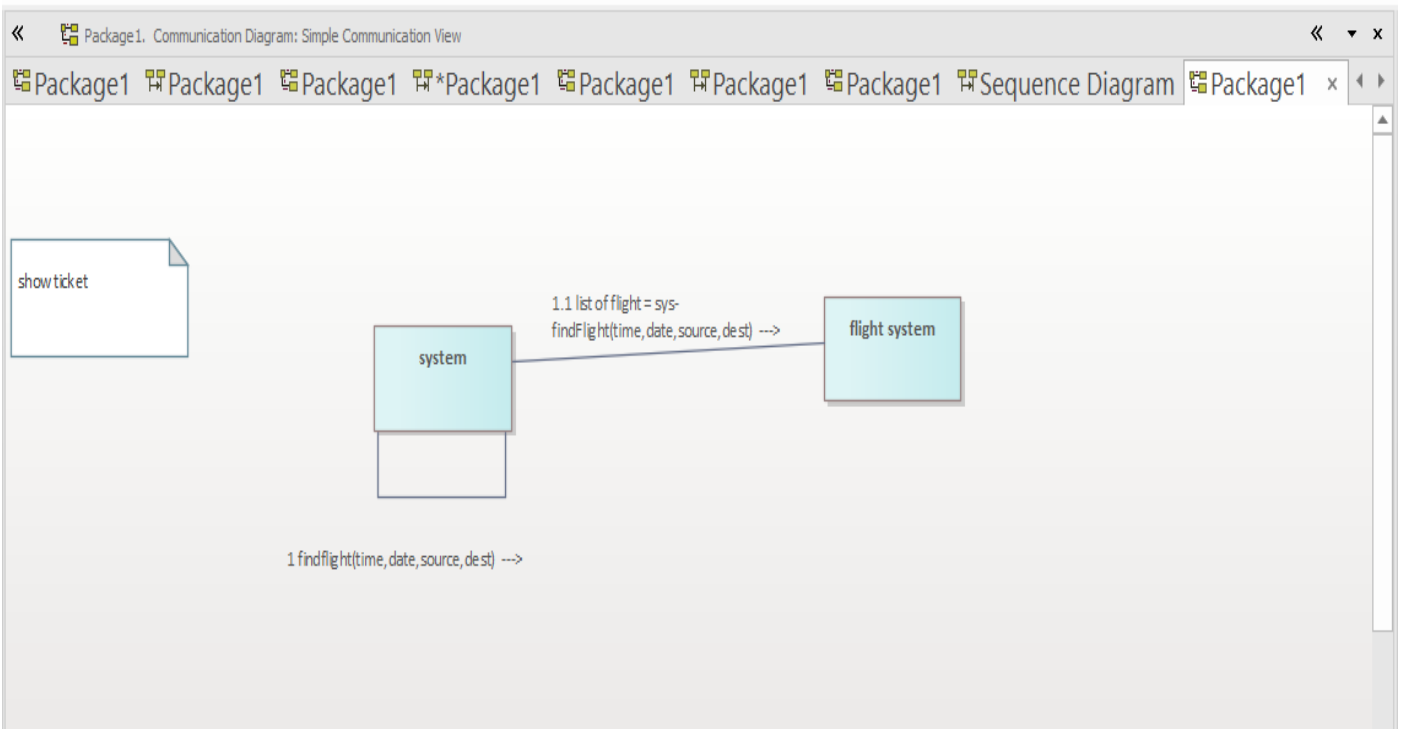 Package1. Communication Diagram: Simple Communication View
Package1 Package1 Package1 *Package1 Package1 Package1 Package1 Sequence Diagram Package1
show ticket
1.1 list of flight = sys-
findFlight(time, date, source, dest) --->
system
flight system
1 findflight(time, date, source, dest) --->